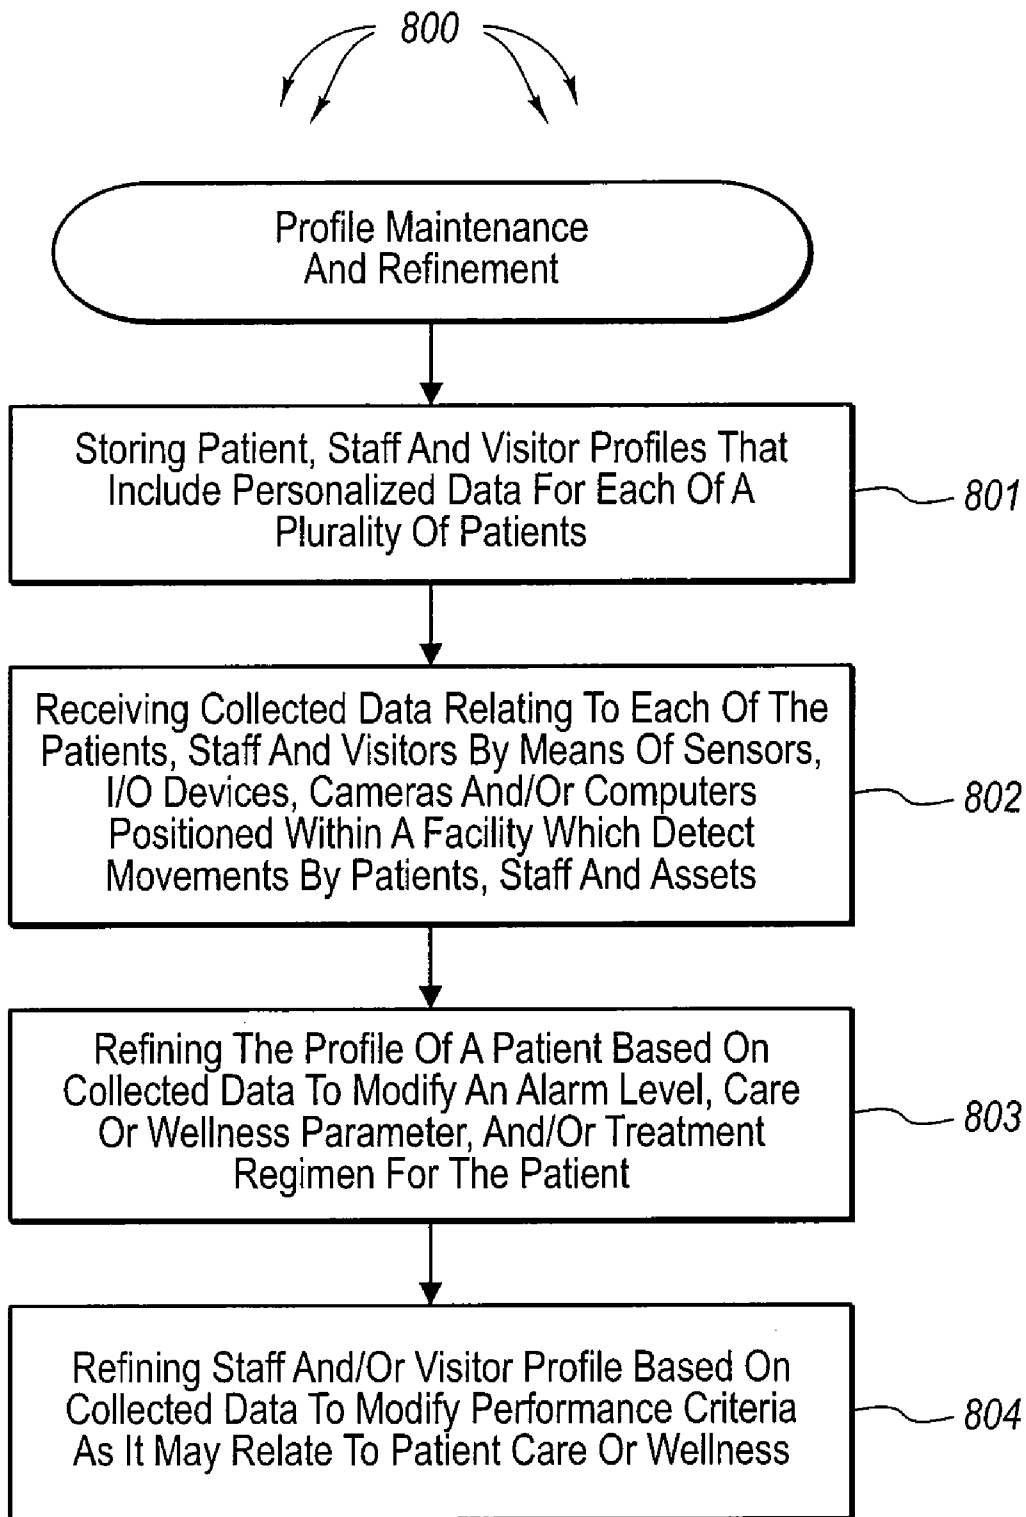 800
Profile Maintenance
And Refinement
Storing Patient, Staff And Visitor Profiles That
Include Personalized Data For Each Of A
Plurality Of Patients
801
Receiving Collected Data Relating To Each Of The
Patients, Staff And Visitors By Means Of Sensors,
I/O Devices, Cameras And/Or Computers
Positioned Within A Facility Which Detect
Movements By Patients, Staff And Assets
802
Refining The Profile Of A Patient Based On
Collected Data To Modify An Alarm Level, Care
Or Wellness Parameter, And/Or Treatment
Regimen For The Patient
803
Refining Staff And/Or Visitor Profile Based On
Collected Data To Modify Performance Criteria
As It May Relate To Patient Care Or Wellness
804